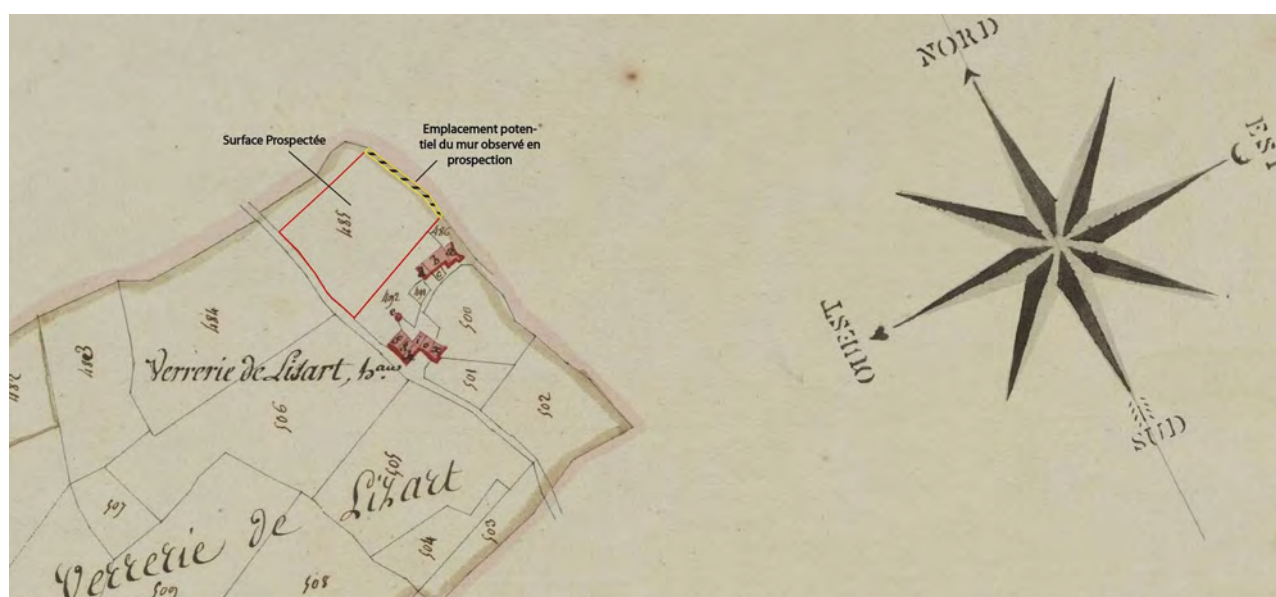 NORD
EST
OUEST
SUD
Surface Prospectée
Emplacement poten-
tiel du mur observé en
prospection
485
486
492
484
483
482
500
501
502
Verrerie de Lisart, h.au
506
505
Lisart
507
504
503
Verrerie de
509
508